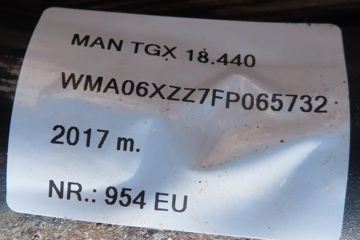 MAN TGX 18.440
WMA06XZZ7FP065732
2017 m.
NR.: 954 EU